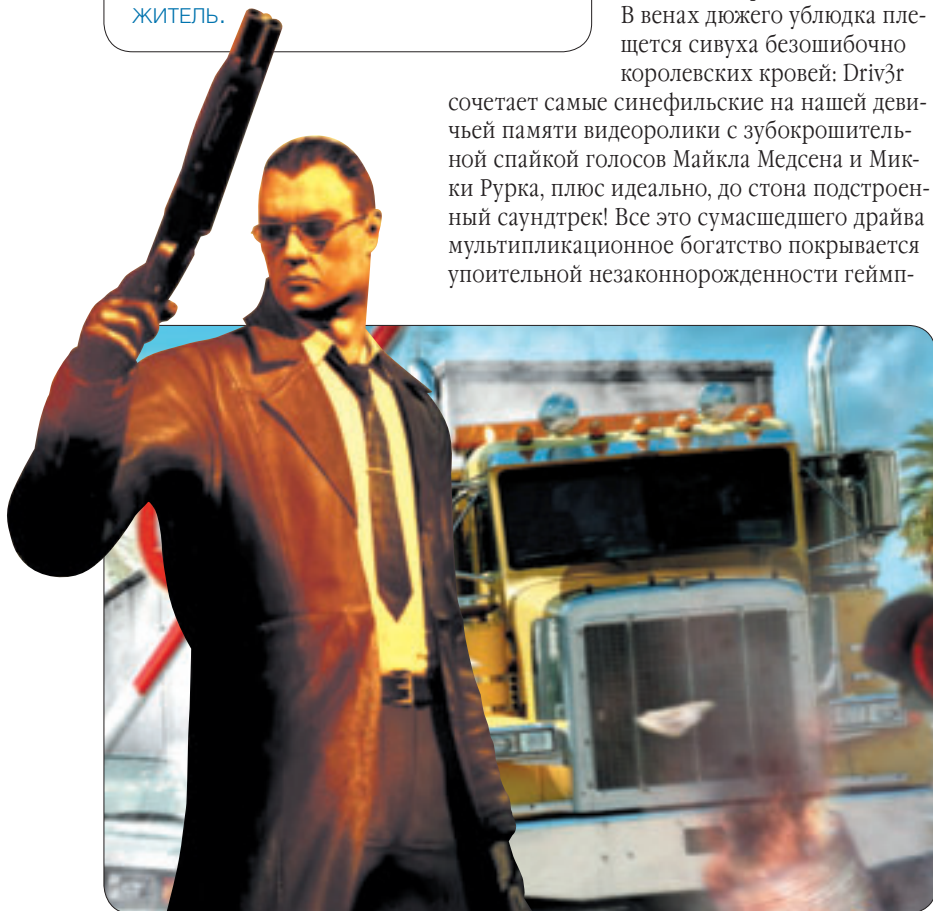 ЖИТЕЛЬ.
В венах дюжего ублюдка пле-
щется сивуха безошибочно
королевских кровей: Driv3r
сочетает самые синефильские на нашей деви-
чьей памяти видеоролики с зубокрошитель-
ной спайкой голосов Майкла Медсена и Мик-
ки Рурка, плюс идеально, до стона подстроен-
ный саундтрек! Все это сумасшедшего драйва
мультипликационное богатство покрывается
упоительной незаконнорожденности геймп-